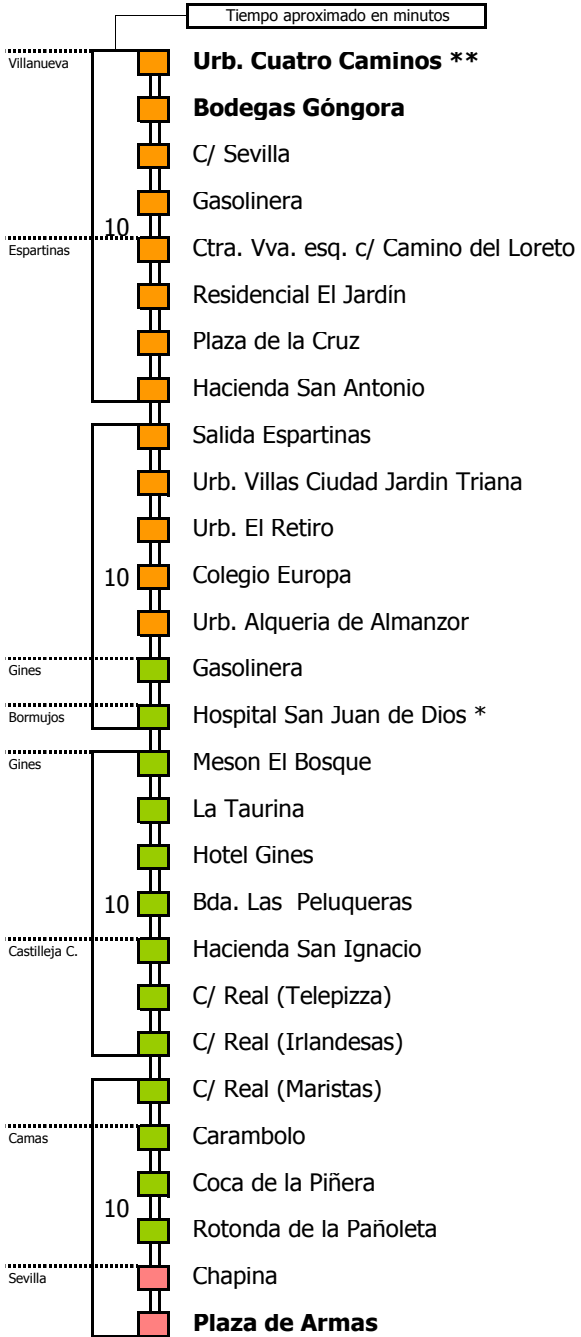 Tiempo aproximado en minutos
Villanueva
Urb. Cuatro Caminos **
Bodegas Góngora
C/ Sevilla
Gasolinera
10
Espartinas
Ctra. Vva. esq. c/ Camino del Loreto
Residencial El Jardín
Plaza de la Cruz
Hacienda San Antonio
Salida Espartinas
Urb. Villas Ciudad Jardin Triana
Urb. El Retiro
10
Colegio Europa
Urb. Alqueria de Almanzor
Gines
Gasolinera
Bormujos
Hospital San Juan de Dios *
Gines
Meson El Bosque
La Taurina
Hotel Gines
10
Bda. Las  Peluqueras
Castilleja C.
Hacienda San Ignacio
C/ Real (Telepizza)
C/ Real (Irlandesas)
C/ Real (Maristas)
Camas
Carambolo
Coca de la Piñera
10
Rotonda de la Pañoleta
Sevilla
Chapina
Plaza de Armas